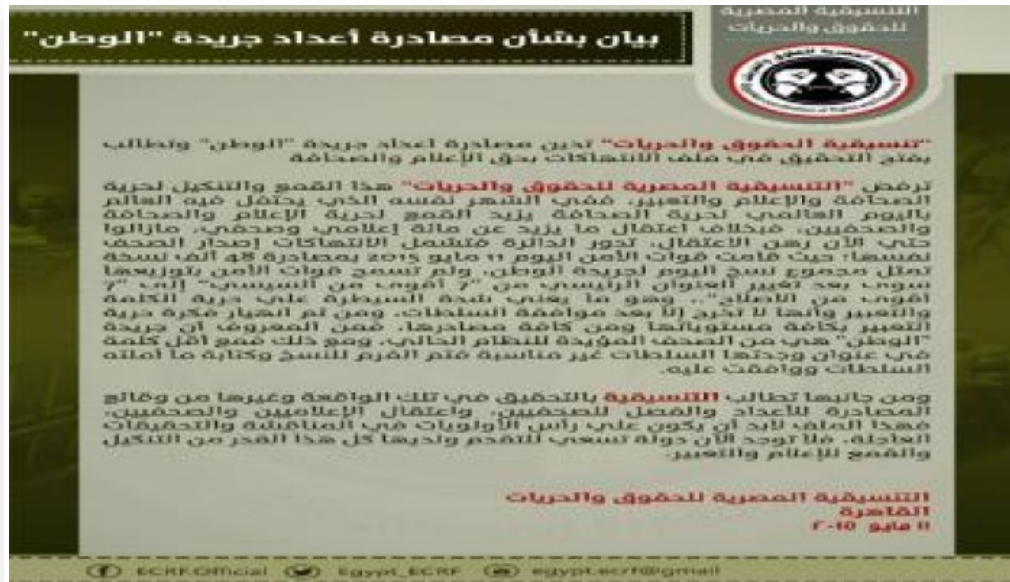 التنسيقية المصرية
للحقوق والحريات
بيان بشأن مصادرة أعداد جريدة "الوطن"
"تنسيقية الحقوق والحريات" تدين مصادرة أعداد جريدة "الوطن" وتطالب
بفتح التحقيق في ملف الانتهاكات بحق الإعلام والصحافة
ترفض "التنسيقية المصرية للحقوق والحريات" هذا القمع والتنكيل لحرية
الصحافة والإعلام والتعبير، ففي الشهر نفسه الذي يحتفل فيه العالم
باليوم العالمي لحرية الصحافة يزيد القمع لحرية الإعلام والصحافة
والصحفيين، فبخلاف اعتقال ما يزيد عن مائة إعلامي وصحفي، مازالوا
حتى الآن رهن الاعتقال، تدور الدائرة فتشمل الانتهاكات إصدار الصحف
نفسها؛ حيث قامت قوات الأمن اليوم 11 مايو 2015 بمصادرة 48 ألف نسخة
تمثل مجموع نسخ اليوم لجريدة الوطن، ولم تسمح قوات الأمن بتوزيعها
سوى بعد تغيير العنوان الرئيسي من "7 أقوى من السيسي" إلى "7
أقوى من الإصلاح".. وهو ما يعني شدة السيطرة على حرية الكلمة
والتعبير وأنها لا تخرج إلا بعد موافقة السلطات، ومن ثم انهيار فكرة حرية
التعبير بكافة مستوياتها ومن كافة مصادرها، فمن المعروف أن جريدة
"الوطن" هي من الصحف المؤيدة للنظام الحالي، ومع ذلك فمع أقل كلمة
في عنوان وجدتها السلطات غير مناسبة فتم الفرم للنسخ وكتابة ما أملته
السلطات ووافقت عليه.
ومن جانبها تطالب التنسيقية بالتحقيق في تلك الواقعة وغيرها من وقائع
المصادرة للأعداد والفصل للصحفيين، واعتقال الإعلاميين والصحفيين،
فهذا الملف لابد أن يكون على رأس الأولويات في المناقشة والتحقيقات
العاجلة، فلا توجد الآن دولة تسعى للتقدم ولديها كل هذا القدر من التنكيل
والقمع للإعلام والتعبير.
التنسيقية المصرية للحقوق والحريات
القاهرة
١١ مايو ٢٠١٥
ECRF.Official Egypt_ECRF egypt.ecrf@gmail